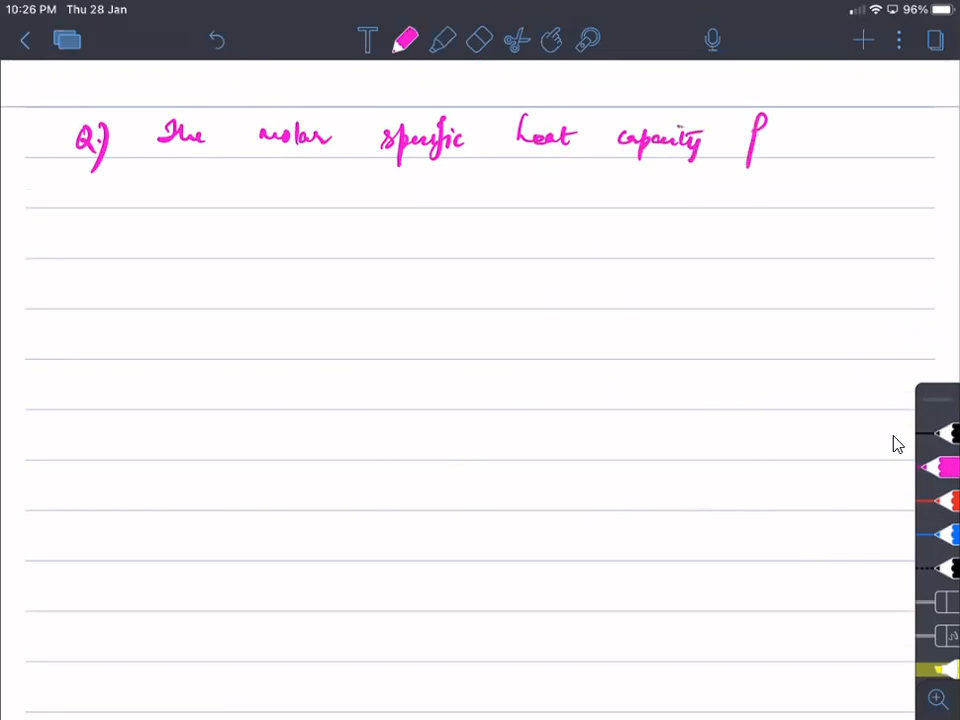 10:26 PM Thu 28 Jan 96%
T
Q.) The molar specific heat capacity